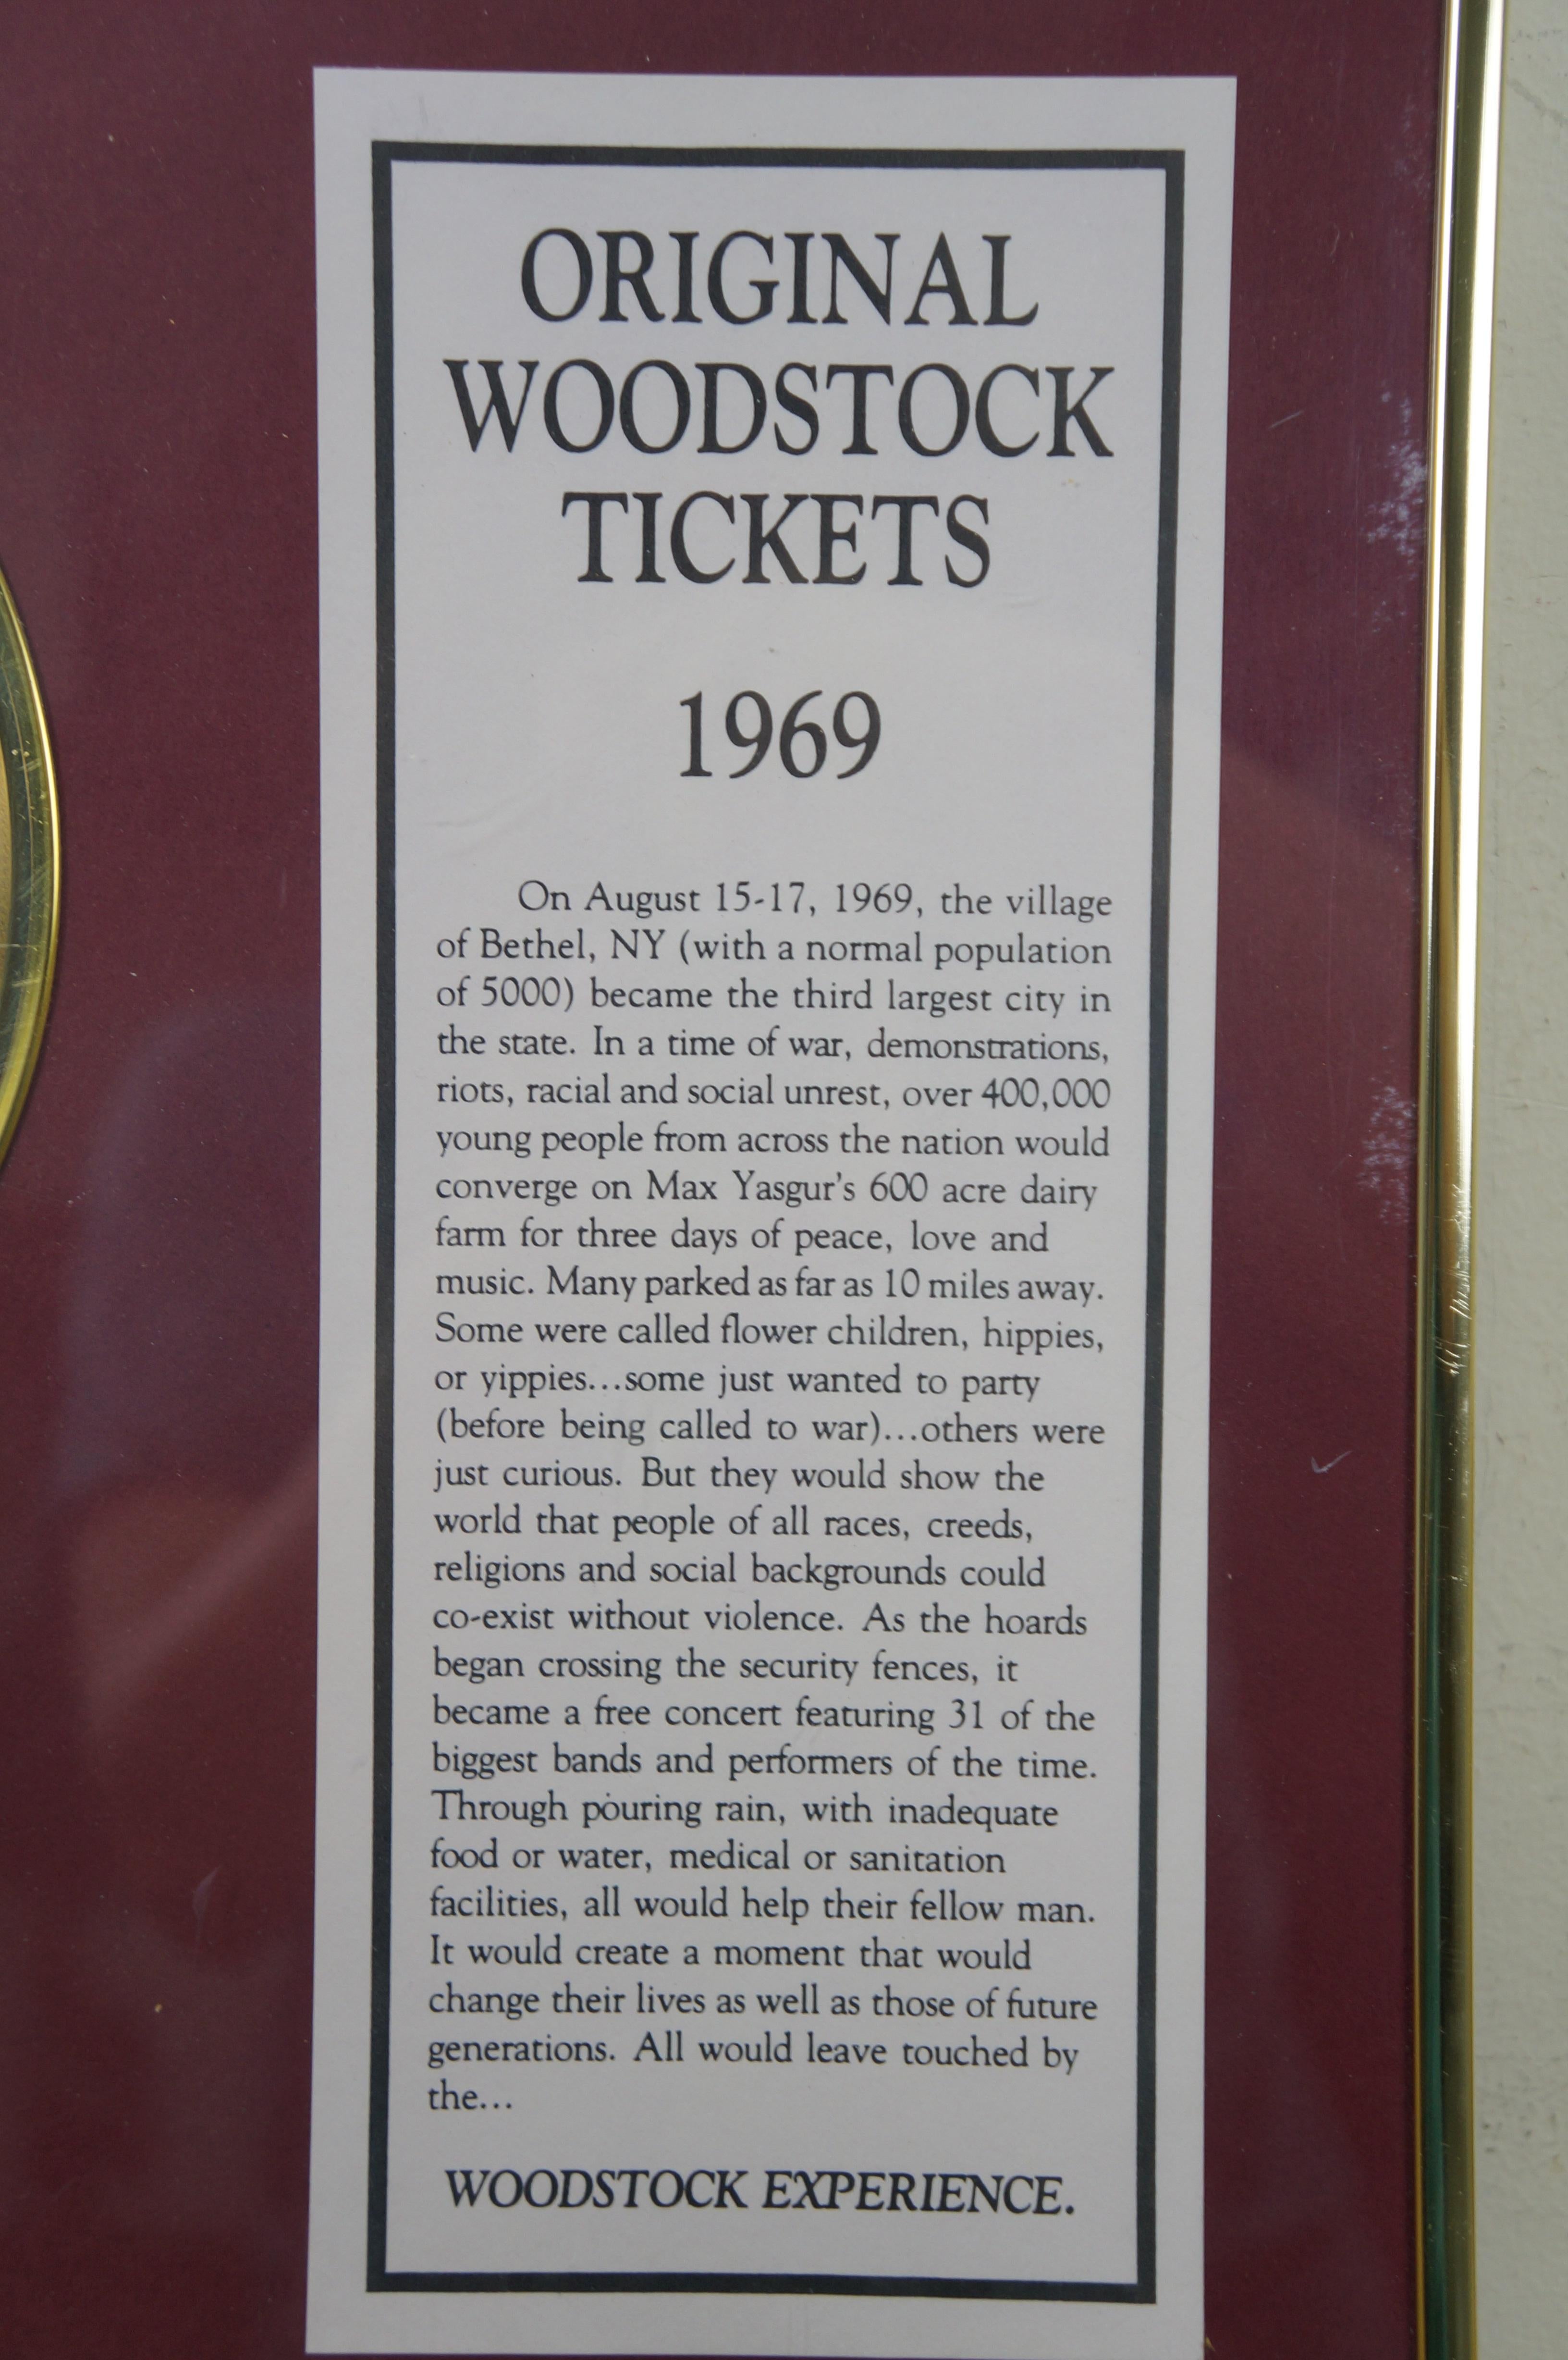 ORIGINAL
WOODSTOCK
TICKETS
1969
On August 15-17, 1969, the village
of Bethel, NY (with a normal population
of 5000) became the third largest city in
the state. In a time of war, demonstrations,
riots, racial and social unrest, over 400,000
young people from across the nation would
converge on Max Yasgur's 600 acre dairy
farm for three days of peace, love and
music. Many parked as far as 10 miles away.
Some were called flower children, hippies,
or yippies...some just wanted to party
(before being called to war)...others were
just curious. But they would show the
world that people of all races, creeds,
religions and social backgrounds could
co-exist without violence. As the hoards
began crossing the security fences, it
became a free concert featuring 31 of the
biggest bands and performers of the time.
Through pouring rain, with inadequate
food or water, medical or sanitation
facilities, all would help their fellow man.
It would create a moment that would
change their lives as well as those of future
generations. All would leave touched by
the...
WOODSTOCK EXPERIENCE.